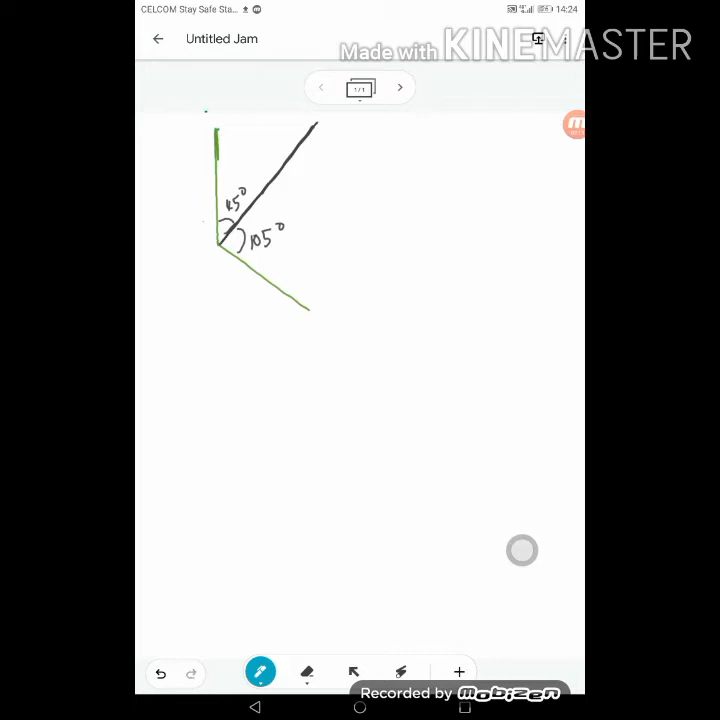 CELCOM Stay Safe Sta...
14:24
Untitled Jam
Made with KINEMASTER
1/1
45°
105°
Recorded by mobizen